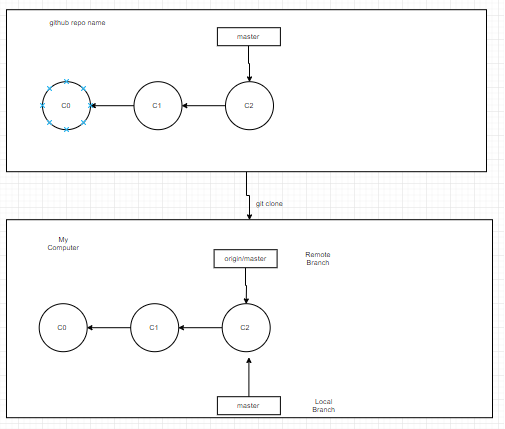 github repo name
master
C0
C1
C2
git clone
My
Computer
origin/master
Remote
Branch
C0
C1
C2
master
Local
Branch